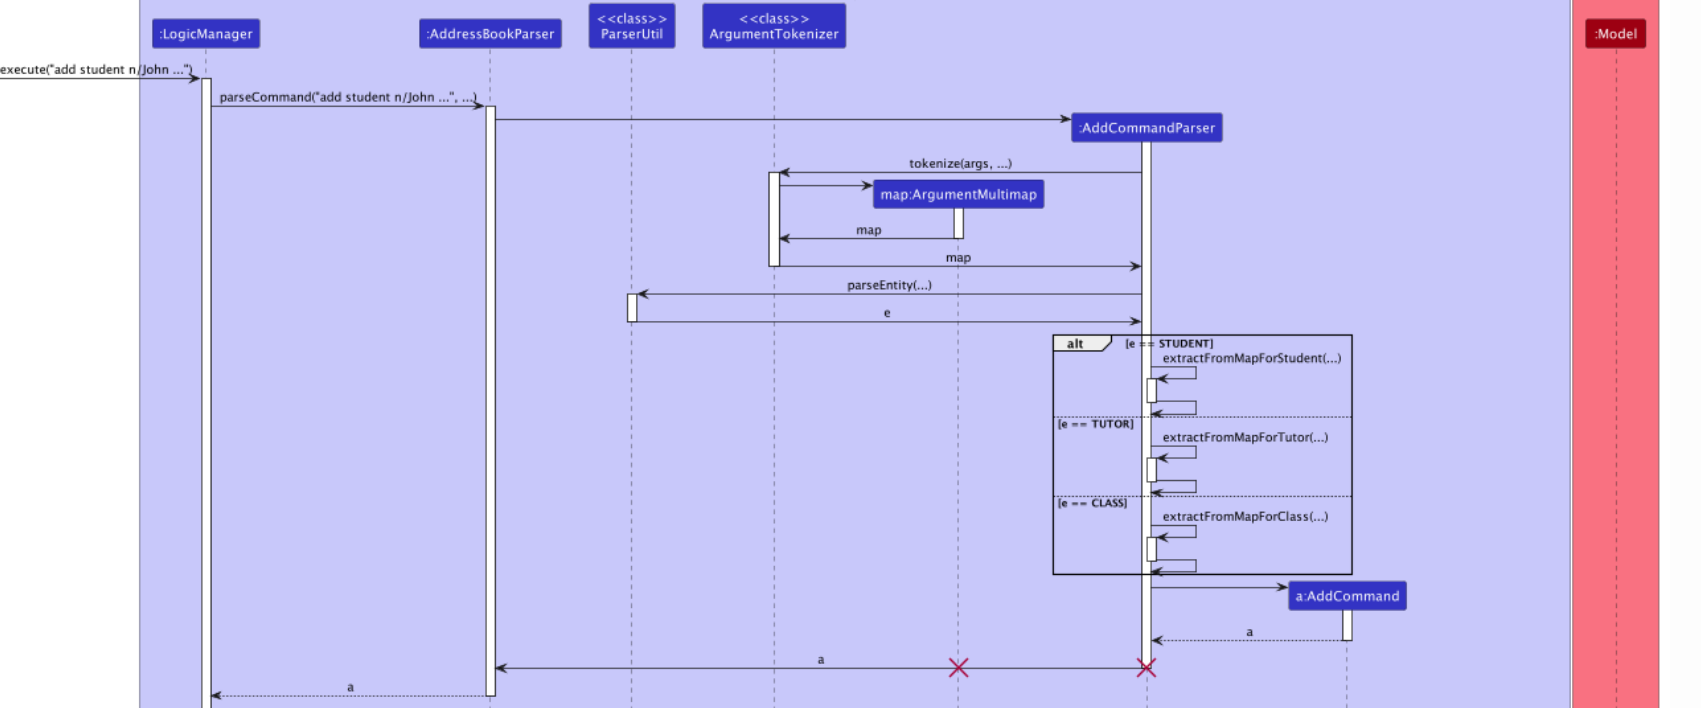 <<class>>
<<class>>
:LogicManager
:AddressBookParser
ParserUtil
ArgumentTokenizer
:Model
execute("add student n/John ...")
parseCommand("add student n/John ...", ...)
:AddCommandParser
tokenize(args, ...)
map:ArgumentMultimap
map
map
parseEntity(...)
e
alt
[e == STUDENT]
extractFromMapForStudent(...)
[e == TUTOR]
extractFromMapForTutor(...)
[e == CLASS]
extractFromMapForClass(...)
a:AddCommand
a
a
a